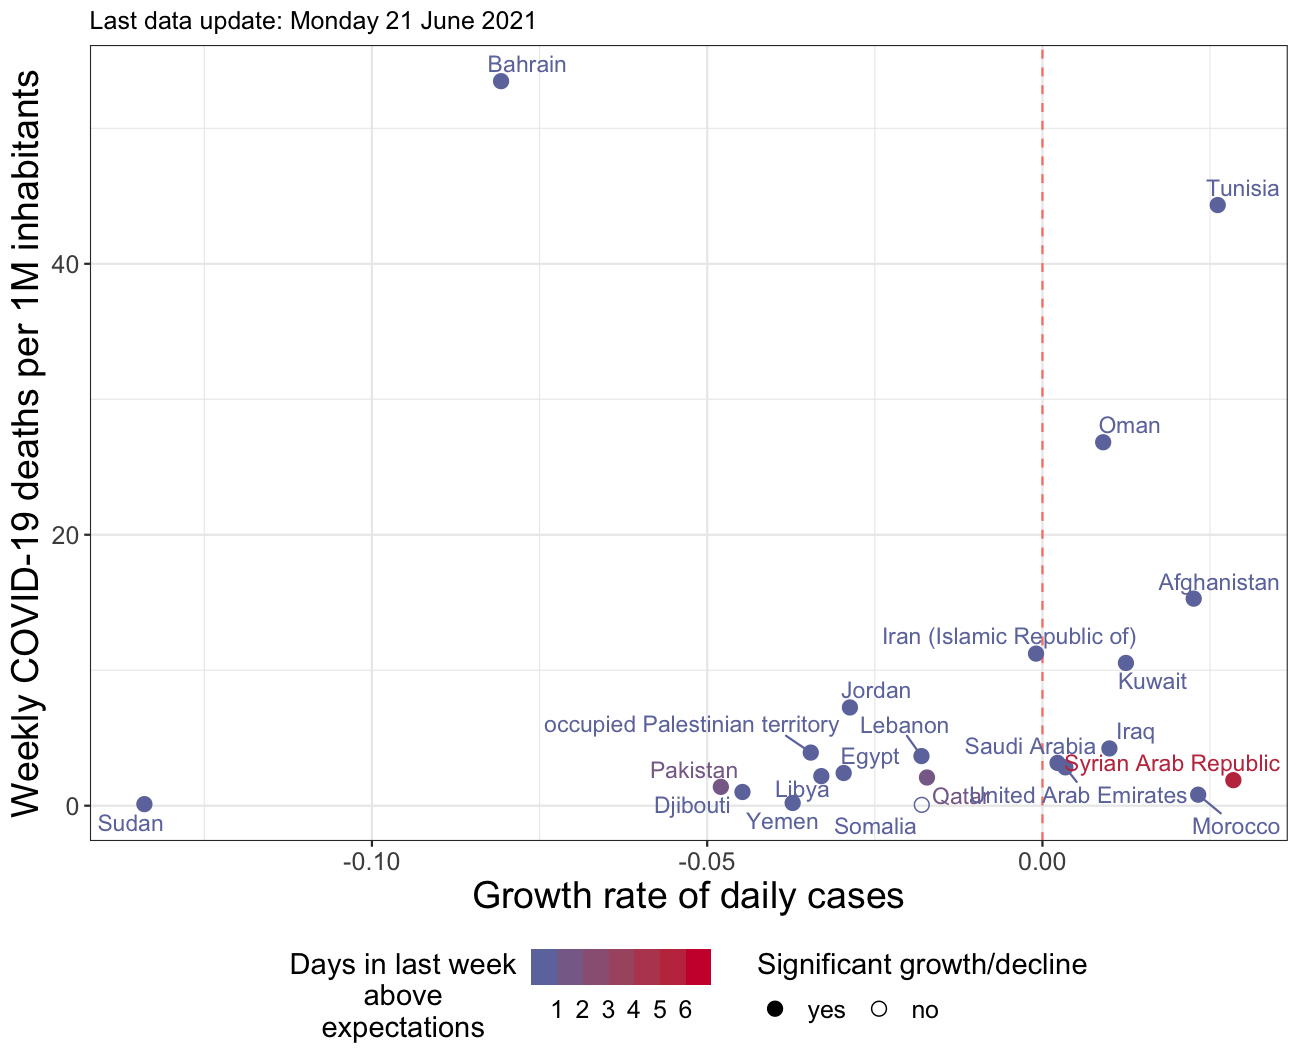 Last data update: Monday 21 June 2021
Weekly COVID-19 deaths per 1M inhabitants
Bahrain
Tunisia
40
Oman
20
Afghanistan
Iran (Islamic Republic of)
Kuwait
Jordan
occupied Palestinian territory
Lebanon
Iraq
Saudi Arabia
Egypt
Syrian Arab Republic
Pakistan
Libya
Qatar
United Arab Emirates
Djibouti
0
Sudan
Yemen
Somalia
Morocco
-0.10
-0.05
0.00
Growth rate of daily cases
Days in last week
above
expectations
1 2 3 4 5 6
Significant growth/decline
yes
no